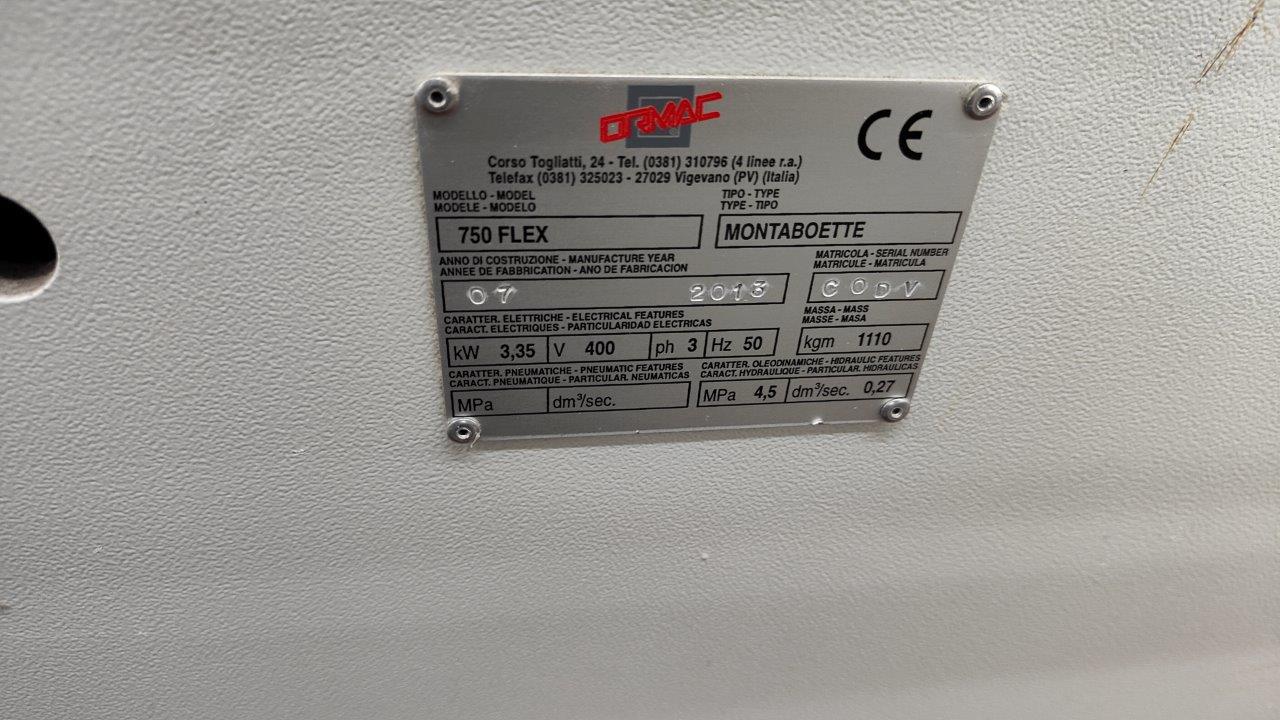 ORMAC
CE
Corso Togliatti, 24 - Tel. (0381) 310796 (4 linee r.a.)
Telefax (0381) 325023 - 27029 Vigevano (PV) (Italia)
MODELLO - MODEL
MODELE - MODELO
750 FLEX
TIPO - TYPE
TYPE - TIPO
MONTABOETTE
ANNO DI COSTRUZIONE - MANUFACTURE YEAR
ANNEE DE FABBRICATION - ANO DE FABRICACION
07 2013
MATRICOLA - SERIAL NUMBER
MATRICULE - MATRICULA
CODV
CARATTER. ELETTRICHE - ELECTRICAL FEATURES
CARACT. ELECTRIQUES - PARTICULARIDAD ELECTRICAS
kW 3,35 V 400 ph 3 Hz 50
MASSA - MASS
MASSE - MASA
kgm 1110
CARATTER. PNEUMATICHE - PNEUMATIC FEATURES
CARACT. PNEUMATIQUE - PARTICULAR. NEUMATICAS
MPa dm³/sec.
CARATTER. OLEODINAMICHE - HIDRAULIC FEATURES
CARACT. HYDRAULIQUE - PARTICULAR. HIDRAULICAS
MPa 4,5 dm³/sec. 0,27